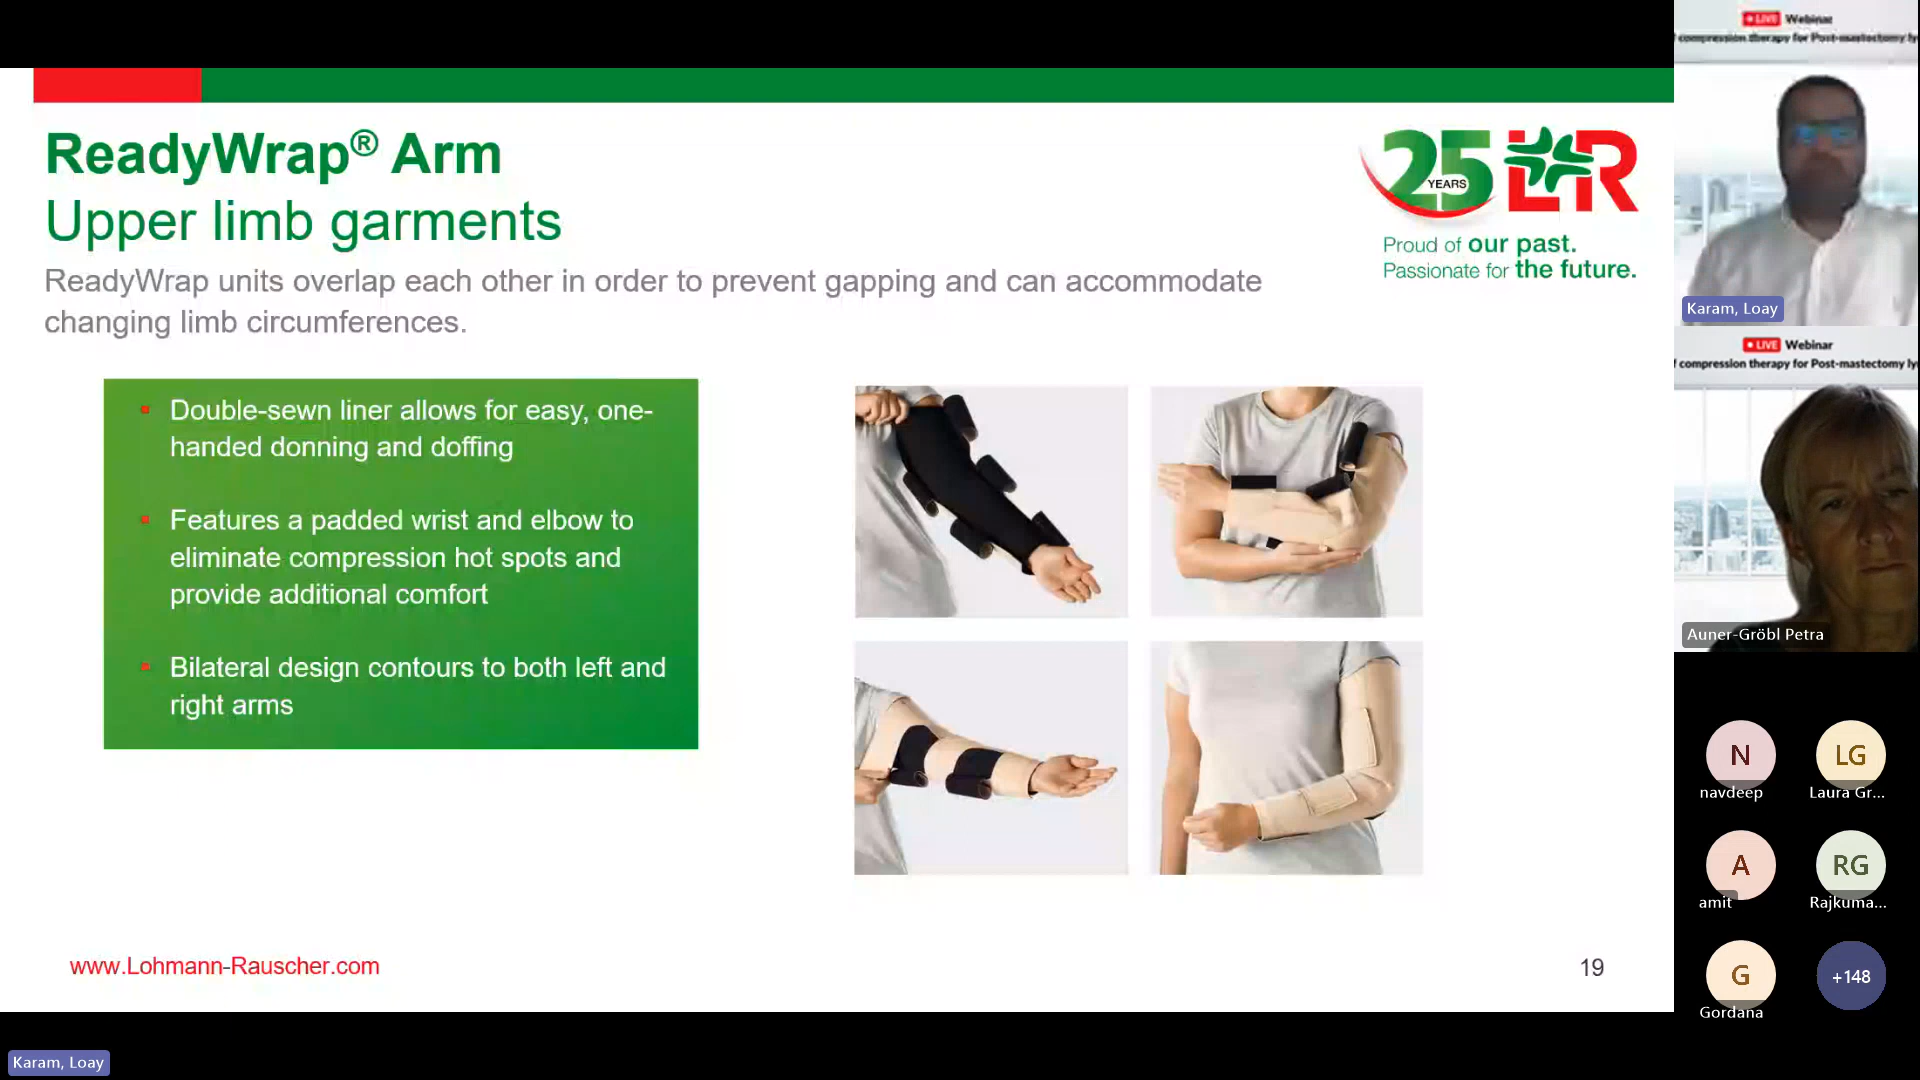 ReadyWrap® Arm
Upper limb garments
ReadyWrap units overlap each other in order to prevent gapping and can accommodate
changing limb circumferences.
25
YEARS
L R
Proud of our past.
Passionate for the future.
▪ Double-sewn liner allows for easy, one-
handed donning and doffing
▪ Features a padded wrist and elbow to
eliminate compression hot spots and
provide additional comfort
▪ Bilateral design contours to both left and
right arms
www.Lohmann-Rauscher.com
19
Karam, Loay
LIVE Webinar
compression therapy for Post-mastectomy ly
Karam, Loay
LIVE Webinar
compression therapy for Post-mastectomy ly
Auner-Gröbl Petra
N
navdeep
LG
Laura Gr...
A
amit
RG
Rajkuma...
G
Gordana
+148